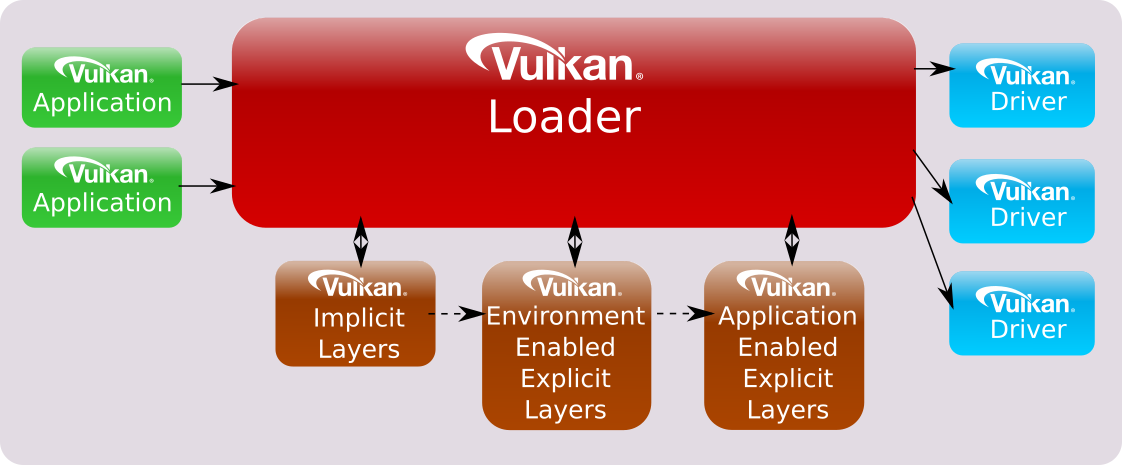 Vulkan®
Application
Vulkan®
Application
Vulkan®
Loader
Vulkan®
Driver
Vulkan®
Driver
Vulkan®
Driver
Vulkan®
Implicit
Layers
Vulkan®
Environment
Enabled
Explicit
Layers
Vulkan®
Application
Enabled
Explicit
Layers